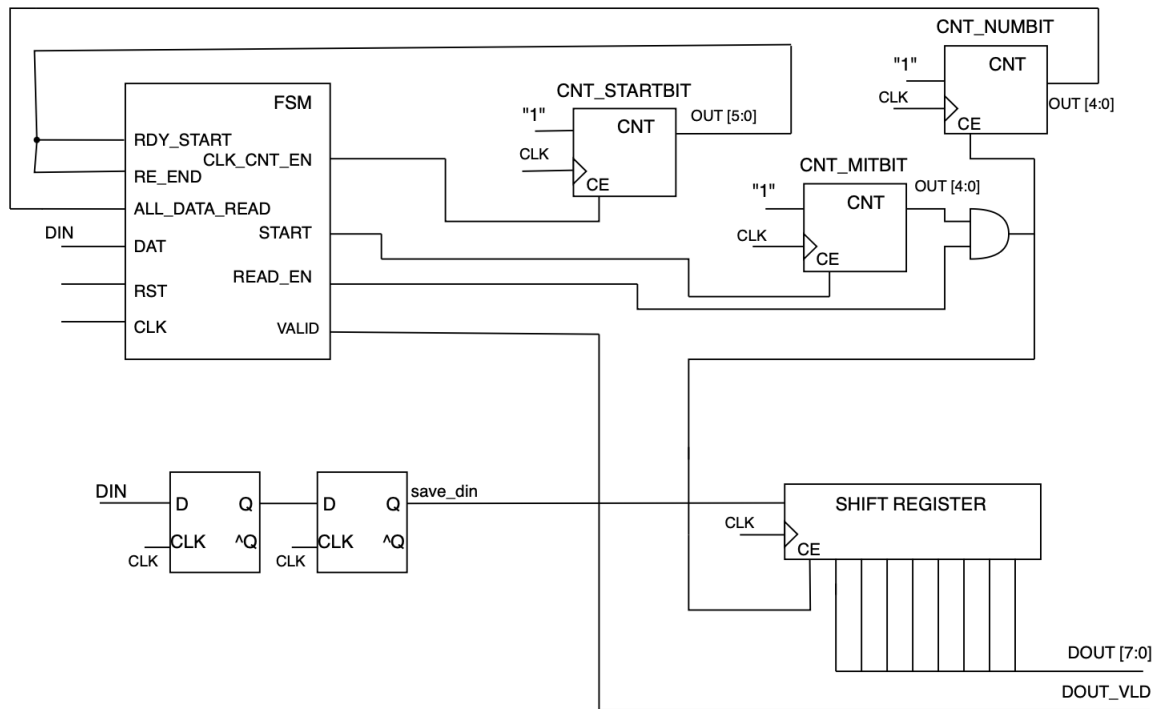 CNT_NUMBIT
"1"
CNT
CLK
OUT [4:0]
CE
CNT_STARTBIT
"1"
CNT
OUT [5:0]
CLK
CE
FSM
RDY_START
CLK_CNT_EN
RE_END
ALL_DATA_READ
DIN
DAT
START
RST
READ_EN
CLK
VALID
CNT_MITBIT
"1"
CNT
OUT [4:0]
CLK
CE
DIN
D
Q
CLK
^Q
CLK
D
Q
save_din
CLK
^Q
CLK
SHIFT REGISTER
CLK
CE
DOUT [7:0]
DOUT_VLD